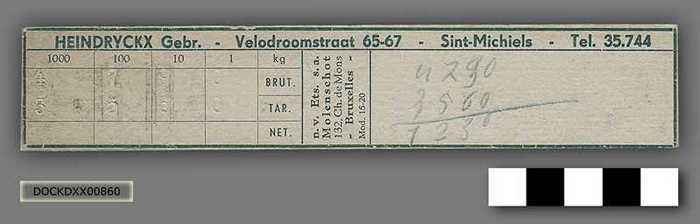 HEINDRYCKX Gebr. - Velodroomstraat 65-67 - Sint-Michiels - Tel. 35.744
1000 100 10 1 kg
BRUT.
TAR.
NET.
n.v. Ets. s.a.
Molenschot
132, Ch. de Mons
- Bruxelles -
Mod. 15-20
4290
3560
DOCKDXX00860